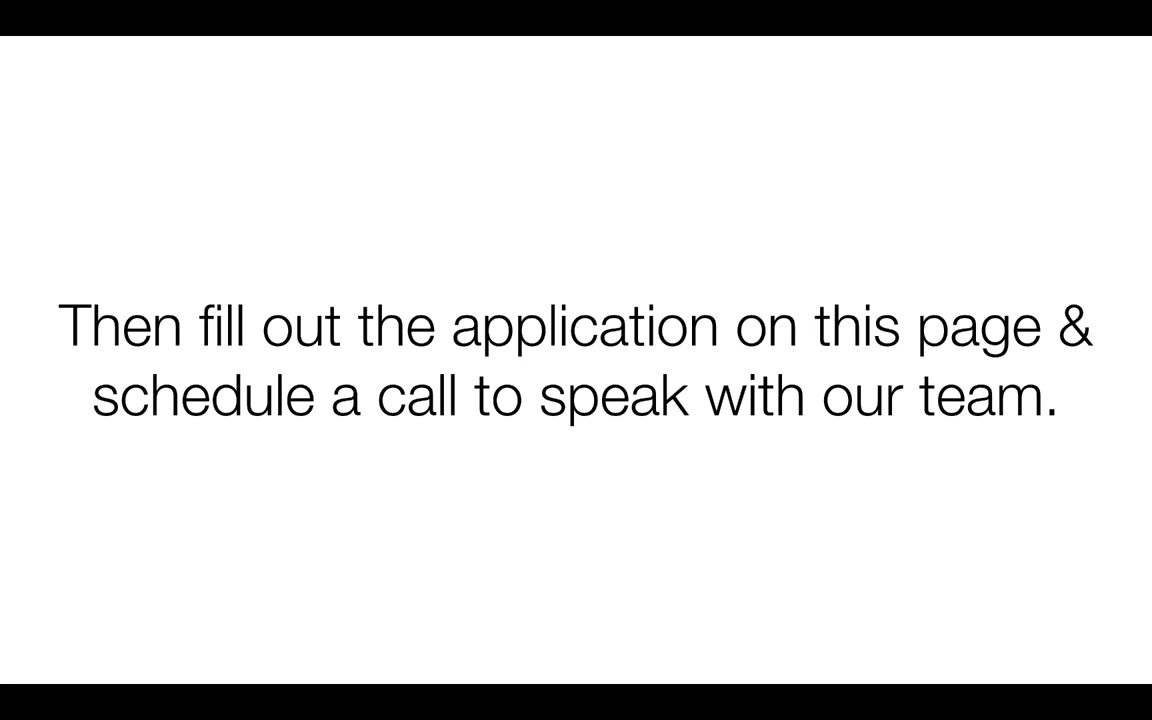 Then fill out the application on this page &
schedule a call to speak with our team.